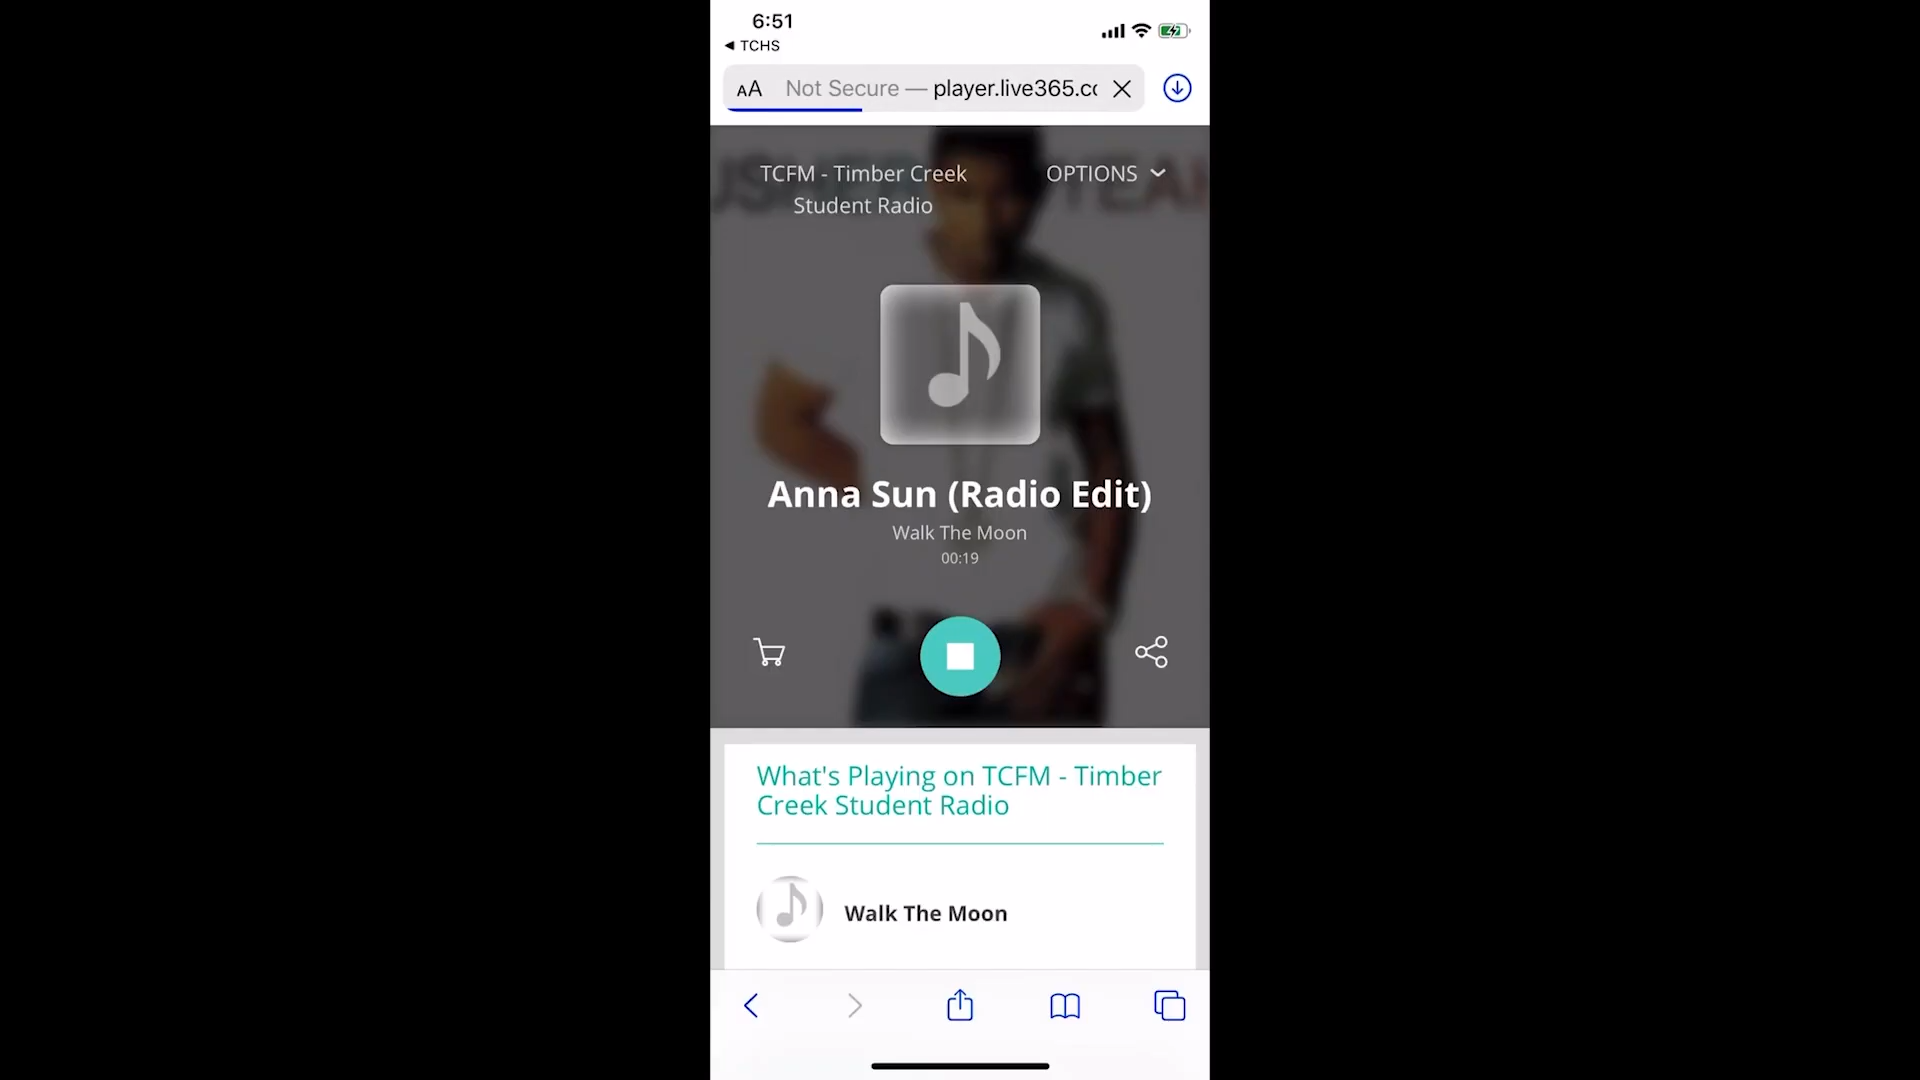 6:51
TCHS
AA Not Secure — player.live365.co
TCFM - Timber Creek
Student Radio
OPTIONS
Anna Sun (Radio Edit)
Walk The Moon
00:19
What's Playing on TCFM - Timber
Creek Student Radio
Walk The Moon